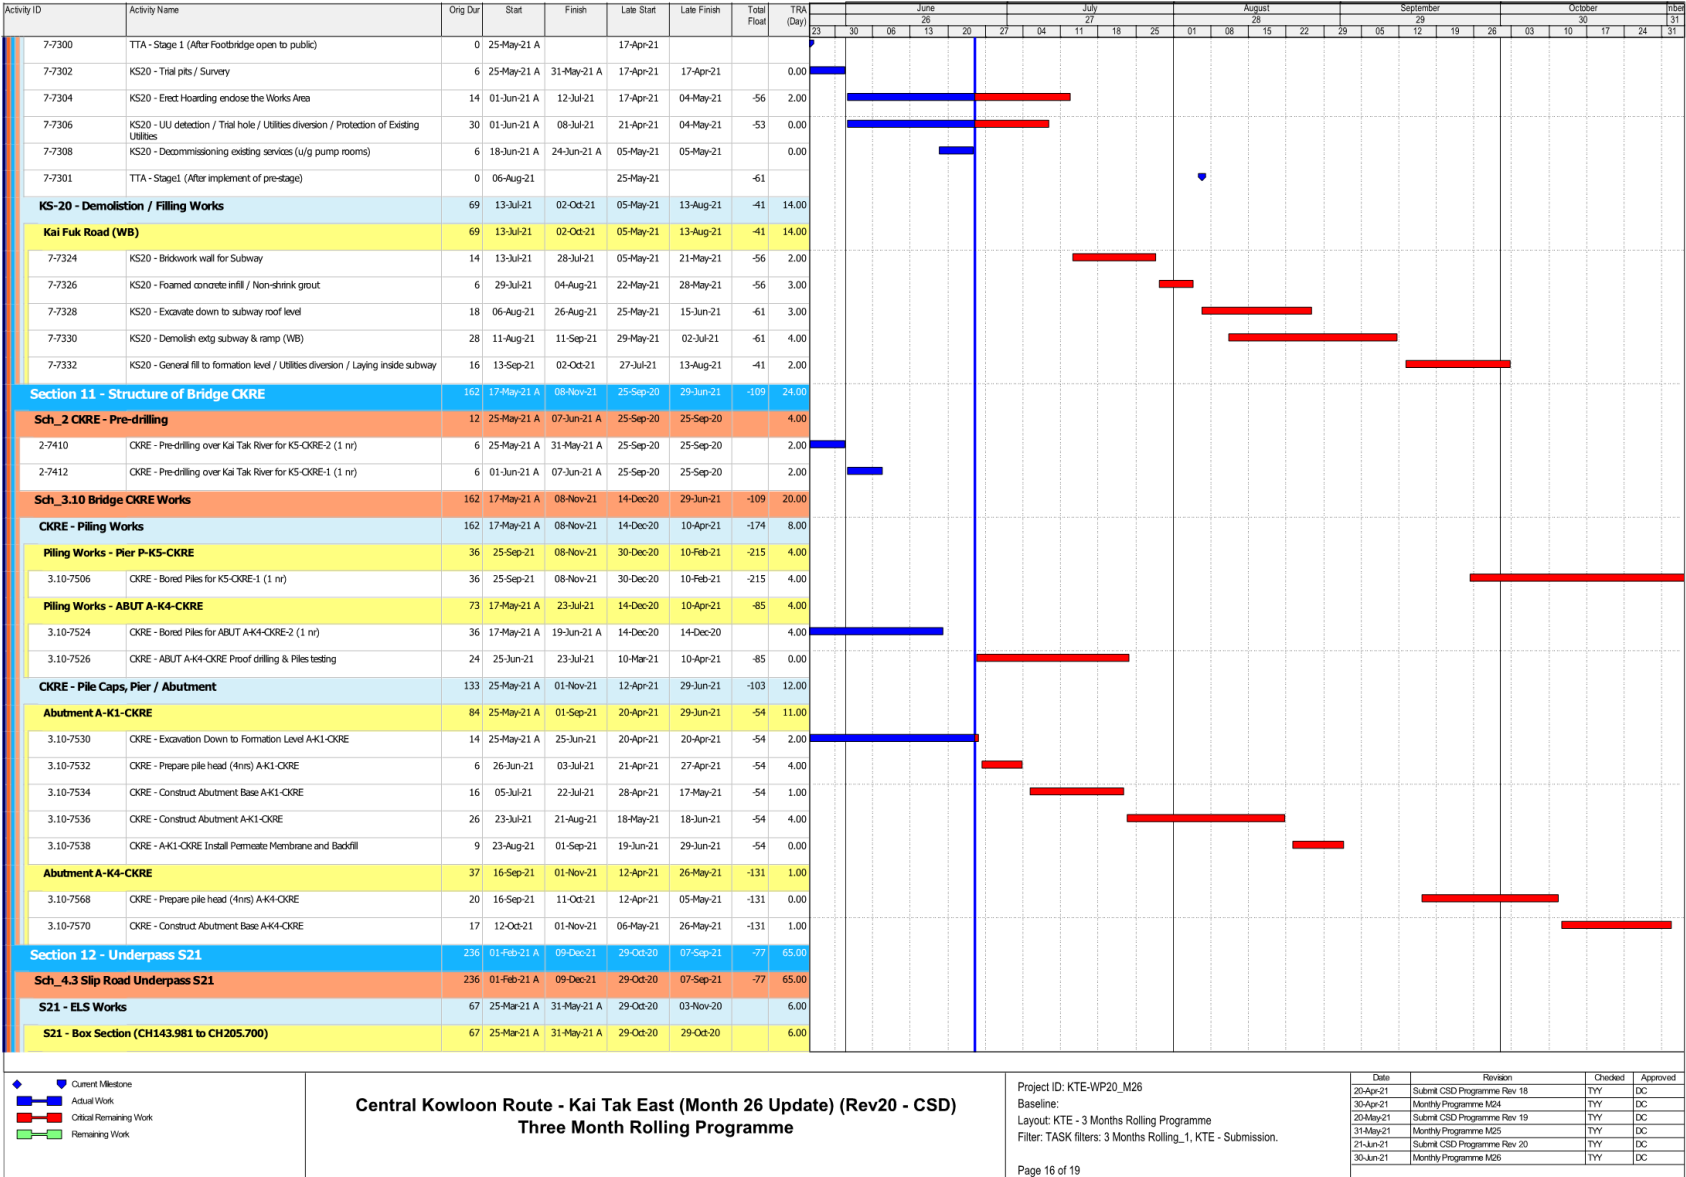 Activity ID Activity Name Orig Dur Start Finish Late Start Late Finish Total Float TRA (Day)
June July August September October mber
26 27 28 29 30 31
23 30 06 13 20 27 04 11 18 25 01 08 15 22 29 05 12 19 26 03 10 17 24 31
7-7300 TTA - Stage 1 (After Footbridge open to public) 0 25-May-21 A 17-Apr-21
7-7302 KS20 - Trial pits / Survery 6 25-May-21 A 31-May-21 A 17-Apr-21 17-Apr-21 0.00
7-7304 KS20 - Erect Hoarding endose the Works Area 14 01-Jun-21 A 12-Jul-21 17-Apr-21 04-May-21 -56 2.00
7-7306 KS20 - UU detection / Trial hole / Utilities diversion / Protection of Existing Utilities 30 01-Jun-21 A 08-Jul-21 21-Apr-21 04-May-21 -53 0.00
7-7308 KS20 - Decommissioning existing services (u/g pump rooms) 6 18-Jun-21 A 24-Jun-21 A 05-May-21 05-May-21 0.00
7-7301 TTA - Stage1 (After implement of pre-stage) 0 06-Aug-21 25-May-21 -61
KS-20 - Demolistion / Filling Works 69 13-Jul-21 02-Oct-21 05-May-21 13-Aug-21 -41 14.00
Kai Fuk Road (WB) 69 13-Jul-21 02-Oct-21 05-May-21 13-Aug-21 -41 14.00
7-7324 KS20 - Brickwork wall for Subway 14 13-Jul-21 28-Jul-21 05-May-21 21-May-21 -56 2.00
7-7326 KS20 - Foamed concrete infill / Non-shrink grout 6 29-Jul-21 04-Aug-21 22-May-21 28-May-21 -56 3.00
7-7328 KS20 - Excavate down to subway roof level 18 06-Aug-21 26-Aug-21 25-May-21 15-Jun-21 -61 3.00
7-7330 KS20 - Demolish extg subway & ramp (WB) 28 11-Aug-21 11-Sep-21 29-May-21 02-Jul-21 -61 4.00
7-7332 KS20 - General fill to formation level / Utilities diversion / Laying inside subway 16 13-Sep-21 02-Oct-21 27-Jul-21 13-Aug-21 -41 2.00
Section 11 - Structure of Bridge CKRE 162 17-May-21 A 08-Nov-21 25-Sep-20 29-Jun-21 -109 24.00
Sch_2 CKRE - Pre-drilling 12 25-May-21 A 07-Jun-21 A 25-Sep-20 25-Sep-20 4.00
2-7410 CKRE - Pre-drilling over Kai Tak River for K5-CKRE-2 (1 nr) 6 25-May-21 A 31-May-21 A 25-Sep-20 25-Sep-20 2.00
2-7412 CKRE - Pre-drilling over Kai Tak River for K5-CKRE-1 (1 nr) 6 01-Jun-21 A 07-Jun-21 A 25-Sep-20 25-Sep-20 2.00
Sch_3.10 Bridge CKRE Works 162 17-May-21 A 08-Nov-21 14-Dec-20 29-Jun-21 -109 20.00
CKRE - Piling Works 162 17-May-21 A 08-Nov-21 14-Dec-20 10-Apr-21 -174 8.00
Piling Works - Pier P-K5-CKRE 36 25-Sep-21 08-Nov-21 30-Dec-20 10-Feb-21 -215 4.00
3.10-7506 CKRE - Bored Piles for K5-CKRE-1 (1 nr) 36 25-Sep-21 08-Nov-21 30-Dec-20 10-Feb-21 -215 4.00
Piling Works - ABUT A-K4-CKRE 73 17-May-21 A 23-Jul-21 14-Dec-20 10-Apr-21 -85 4.00
3.10-7524 CKRE - Bored Piles for ABUT A-K4-CKRE-2 (1 nr) 36 17-May-21 A 19-Jun-21 A 14-Dec-20 14-Dec-20 4.00
3.10-7526 CKRE - ABUT A-K4-CKRE Proof drilling & Piles testing 24 25-Jun-21 23-Jul-21 10-Mar-21 10-Apr-21 -85 0.00
CKRE - Pile Caps, Pier / Abutment 133 25-May-21 A 01-Nov-21 12-Apr-21 29-Jun-21 -103 12.00
Abutment A-K1-CKRE 84 25-May-21 A 01-Sep-21 20-Apr-21 29-Jun-21 -54 11.00
3.10-7530 CKRE - Excavation Down to Formation Level A-K1-CKRE 14 25-May-21 A 25-Jun-21 20-Apr-21 20-Apr-21 -54 2.00
3.10-7532 CKRE - Prepare pile head (4nrs) A-K1-CKRE 6 26-Jun-21 03-Jul-21 21-Apr-21 27-Apr-21 -54 4.00
3.10-7534 CKRE - Construct Abutment Base A-K1-CKRE 16 05-Jul-21 22-Jul-21 28-Apr-21 17-May-21 -54 1.00
3.10-7536 CKRE - Construct Abutment A-K1-CKRE 26 23-Jul-21 21-Aug-21 18-May-21 18-Jun-21 -54 4.00
3.10-7538 CKRE - A-K1-CKRE Install Permeate Membrane and Backfill 9 23-Aug-21 01-Sep-21 19-Jun-21 29-Jun-21 -54 0.00
Abutment A-K4-CKRE 37 16-Sep-21 01-Nov-21 12-Apr-21 26-May-21 -131 1.00
3.10-7568 CKRE - Prepare pile head (4nrs) A-K4-CKRE 20 16-Sep-21 11-Oct-21 12-Apr-21 05-May-21 -131 0.00
3.10-7570 CKRE - Construct Abutment Base A-K4-CKRE 17 12-Oct-21 01-Nov-21 06-May-21 26-May-21 -131 1.00
Section 12 - Underpass S21 236 01-Feb-21 A 09-Dec-21 29-Oct-20 07-Sep-21 -77 65.00
Sch_4.3 Slip Road Underpass S21 236 01-Feb-21 A 09-Dec-21 29-Oct-20 07-Sep-21 -77 65.00
S21 - ELS Works 67 25-Mar-21 A 31-May-21 A 29-Oct-20 03-Nov-20 6.00
S21 - Box Section (CH143.981 to CH205.700) 67 25-Mar-21 A 31-May-21 A 29-Oct-20 29-Oct-20 6.00
Current Milestone
Actual Work
Critical Remaining Work
Remaining Work
Central Kowloon Route - Kai Tak East (Month 26 Update) (Rev20 - CSD)
Three Month Rolling Programme
Project ID: KTE-WP20_M26
Baseline:
Layout: KTE - 3 Months Rolling Programme
Filter: TASK filters: 3 Months Rolling_1, KTE - Submission.
Page 16 of 19
Date Revision Checked Approved
20-Apr-21 Submit CSD Programme Rev 18 TYY DC
30-Apr-21 Monthly Programme M24 TYY DC
20-May-21 Submit CSD Programme Rev 19 TYY DC
31-May-21 Monthly Programme M25 TYY DC
21-Jun-21 Submit CSD Programme Rev 20 TYY DC
30-Jun-21 Monthly Programme M26 TYY DC